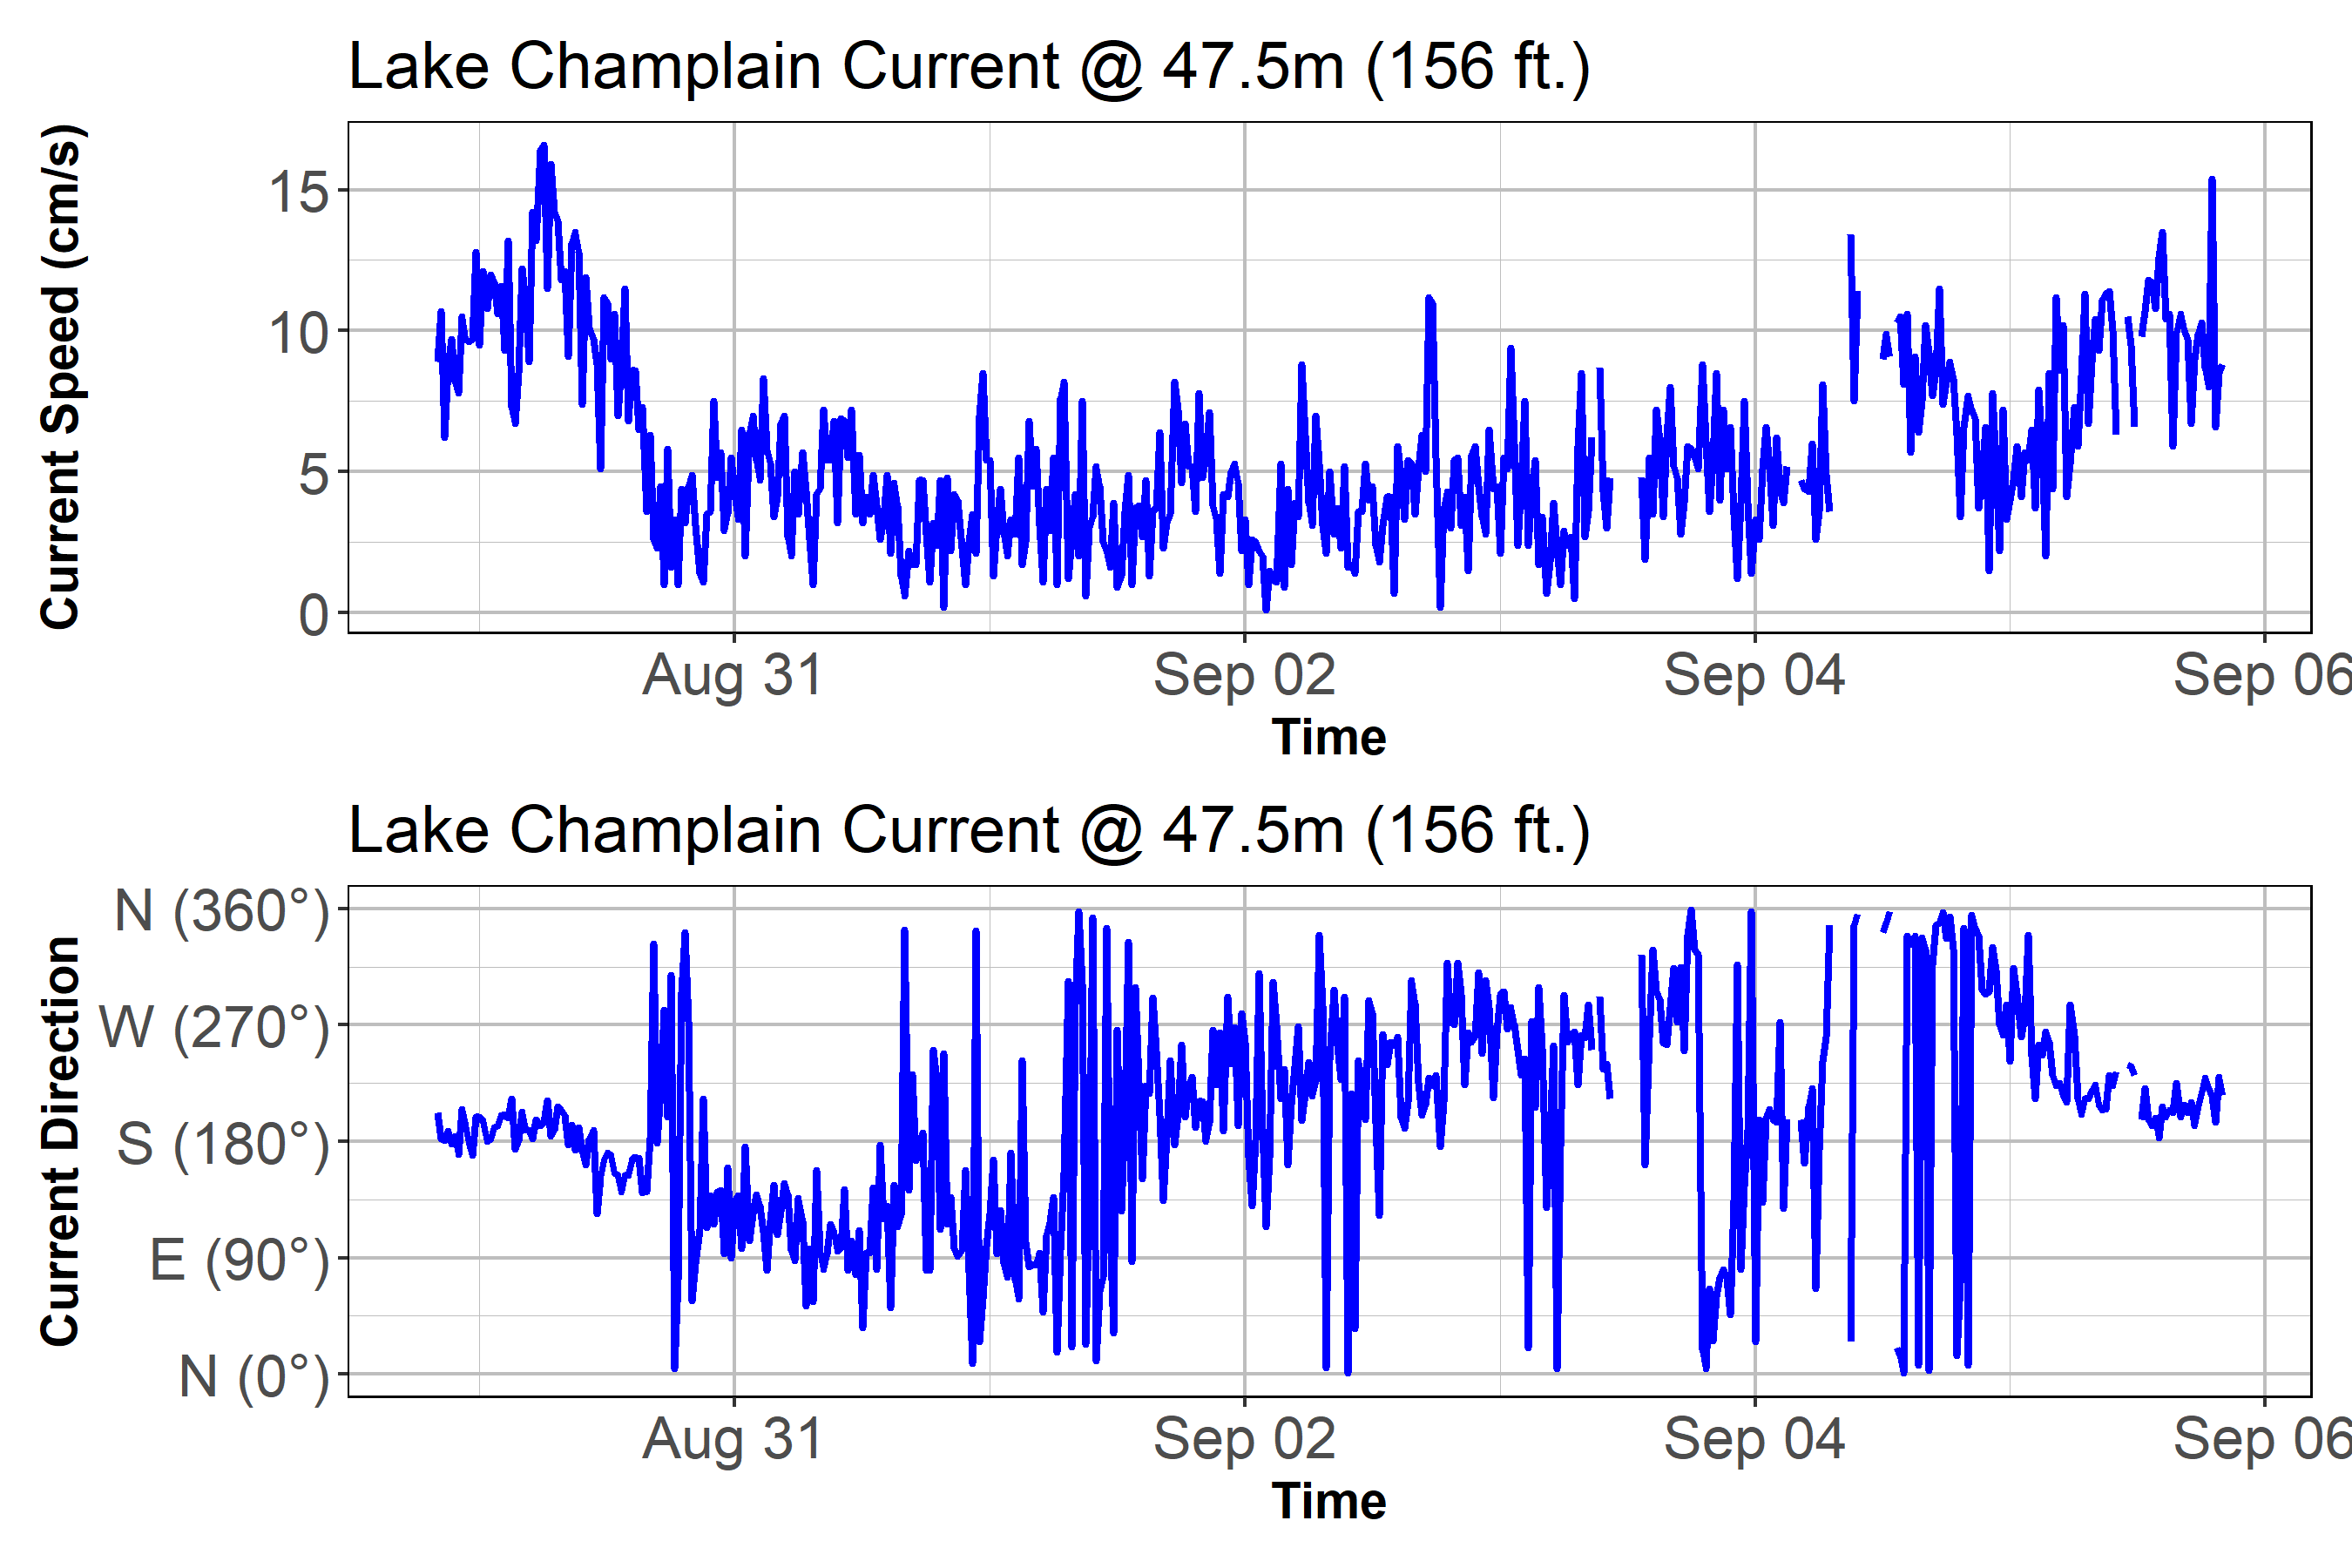 Lake Champlain Current @ 47.5m (156 ft.)
Current Speed (cm/s)
15
10
5
0
Aug 31 Sep 02 Sep 04 Sep 06
Time
Lake Champlain Current @ 47.5m (156 ft.)
Current Direction
N (360°)
W (270°)
S (180°)
E (90°)
N (0°)
Aug 31 Sep 02 Sep 04 Sep 06
Time